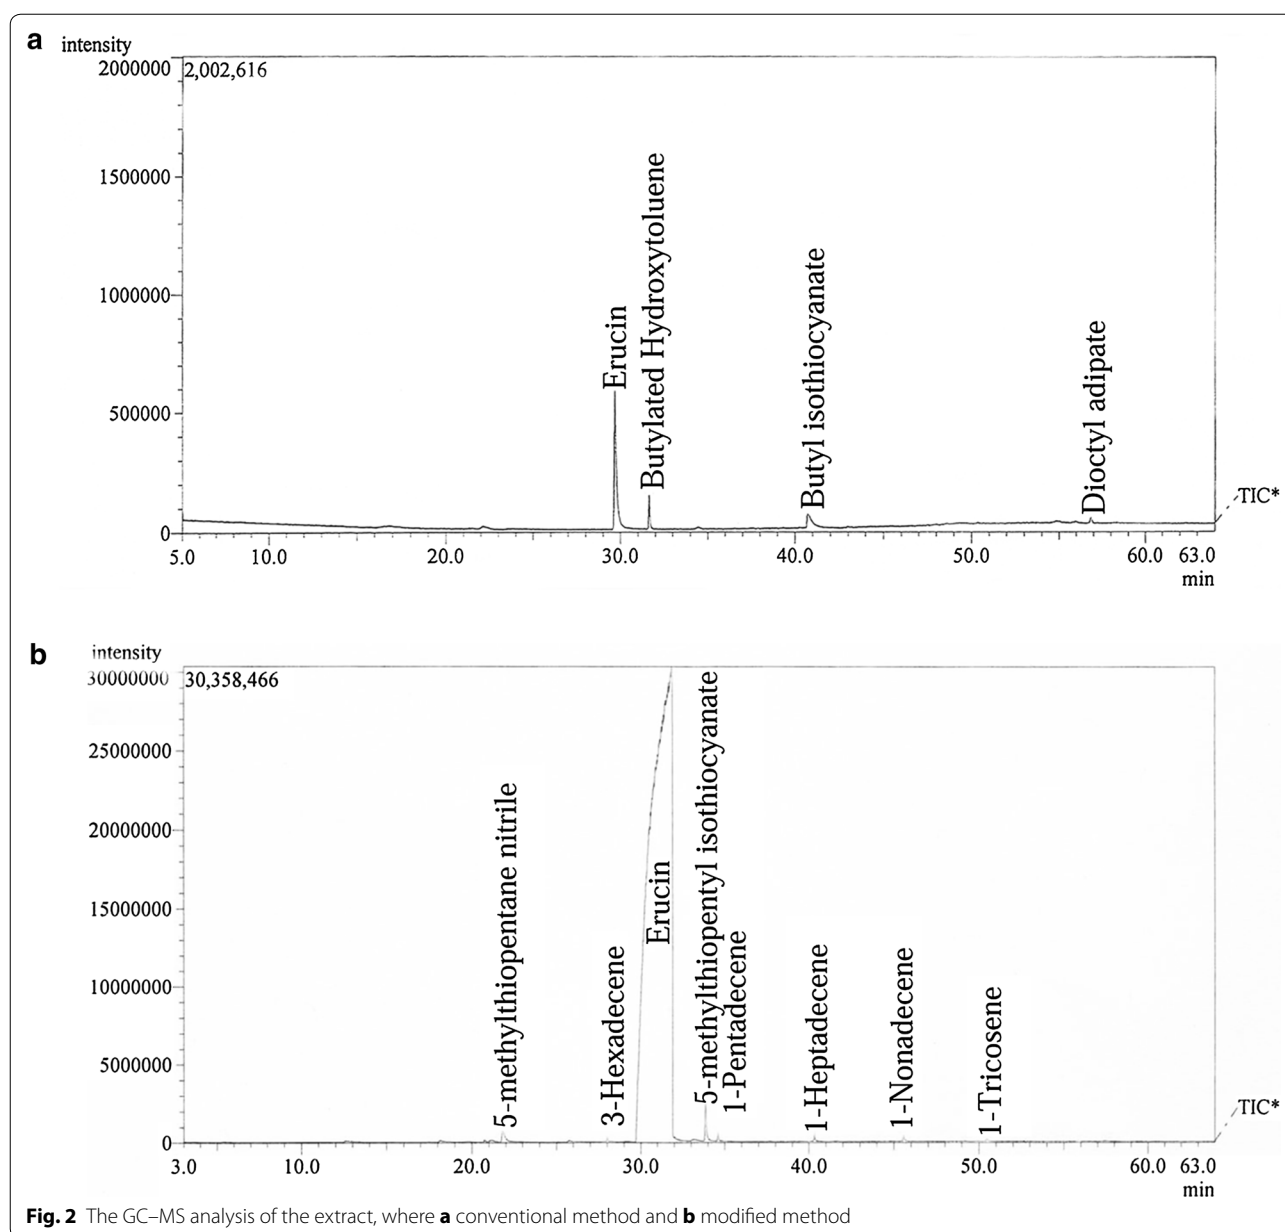 a intensity
2000000 2,002,616
1500000
1000000
500000
0
Erucin
Butylated Hydroxytoluene
Butyl isothiocyanate
Dioctyl adipate
TIC*
5.0 10.0 20.0 30.0 40.0 50.0 60.0 63.0
min
b intensity
30000000 30,358,466
25000000
20000000
15000000
10000000
5000000
0
5-methylthiopentane nitrile
3-Hexadecene
Erucin
5-methylthiopentyl isothiocyanate
1-Pentadecene
1-Heptadecene
1-Nonadecene
1-Tricosene
TIC*
3.0 10.0 20.0 30.0 40.0 50.0 60.0 63.0
min
Fig. 2 The GC–MS analysis of the extract, where a conventional method and b modified method